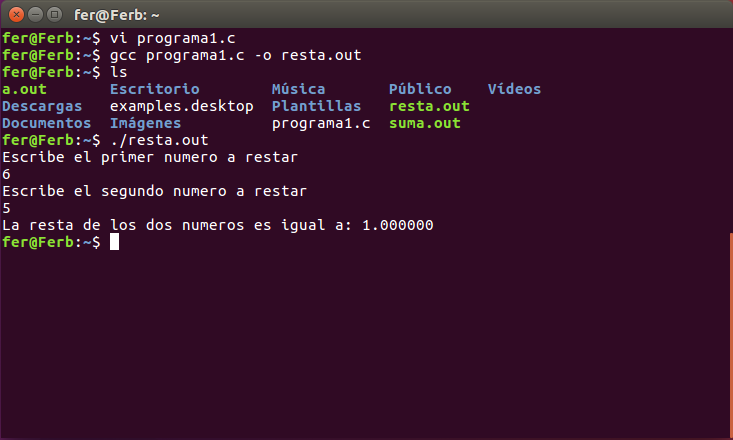 fer@Ferb: ~
fer@Ferb:~$ vi programa1.c
fer@Ferb:~$ gcc programa1.c -o resta.out
fer@Ferb:~$ ls
a.out Escritorio Música Público Vídeos
Descargas examples.desktop Plantillas resta.out
Documentos Imágenes programa1.c suma.out
fer@Ferb:~$ ./resta.out
Escribe el primer numero a restar
6
Escribe el segundo numero a restar
5
La resta de los dos numeros es igual a: 1.000000
fer@Ferb:~$